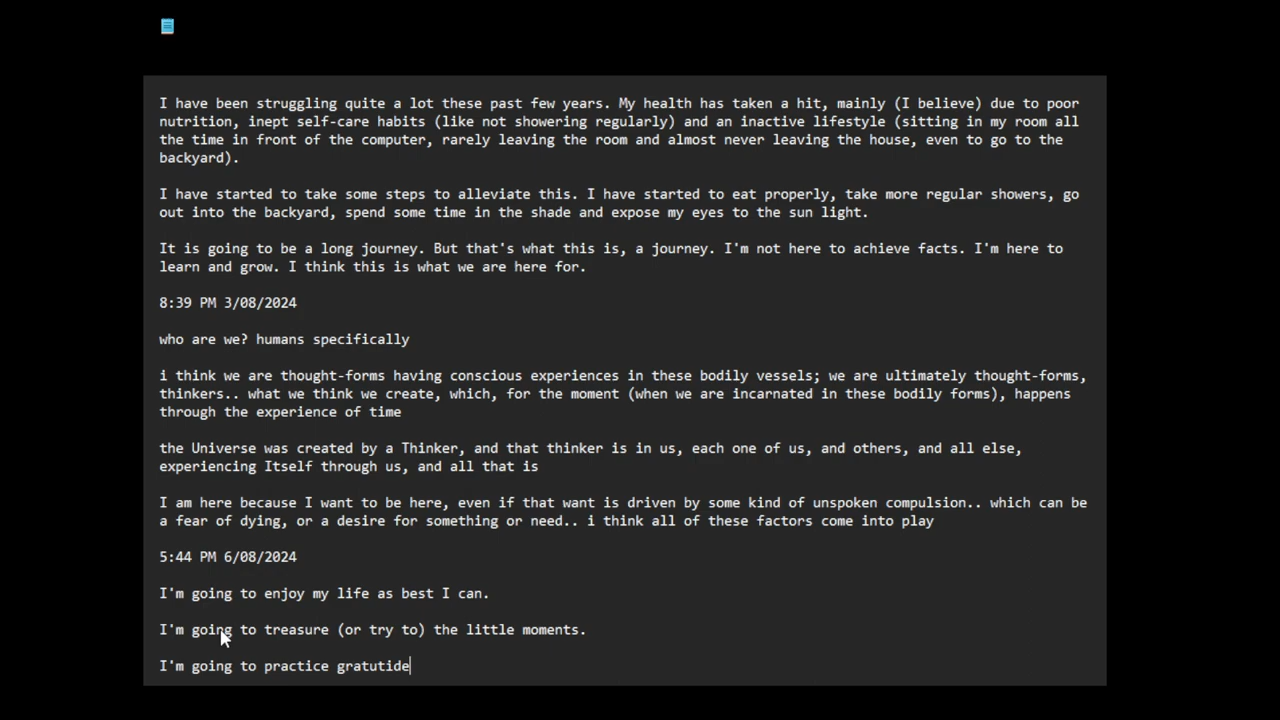 I have been struggling quite a lot these past few years. My health has taken a hit, mainly (I believe) due to poor
nutrition, inept self-care habits (like not showering regularly) and an inactive lifestyle (sitting in my room all
the time in front of the computer, rarely leaving the room and almost never leaving the house, even to go to the
backyard).
I have started to take some steps to alleviate this. I have started to eat properly, take more regular showers, go
out into the backyard, spend some time in the shade and expose my eyes to the sun light.
It is going to be a long journey. But that's what this is, a journey. I'm not here to achieve facts. I'm here to
learn and grow. I think this is what we are here for.
8:39 PM 3/08/2024
who are we? humans specifically
i think we are thought-forms having conscious experiences in these bodily vessels; we are ultimately thought-forms,
thinkers.. what we think we create, which, for the moment (when we are incarnated in these bodily forms), happens
through the experience of time
the Universe was created by a Thinker, and that thinker is in us, each one of us, and others, and all else,
experiencing Itself through us, and all that is
I am here because I want to be here, even if that want is driven by some kind of unspoken compulsion.. which can be
a fear of dying, or a desire for something or need.. i think all of these factors come into play
5:44 PM 6/08/2024
I'm going to enjoy my life as best I can.
I'm going to treasure (or try to) the little moments.
I'm going to practice gratutide